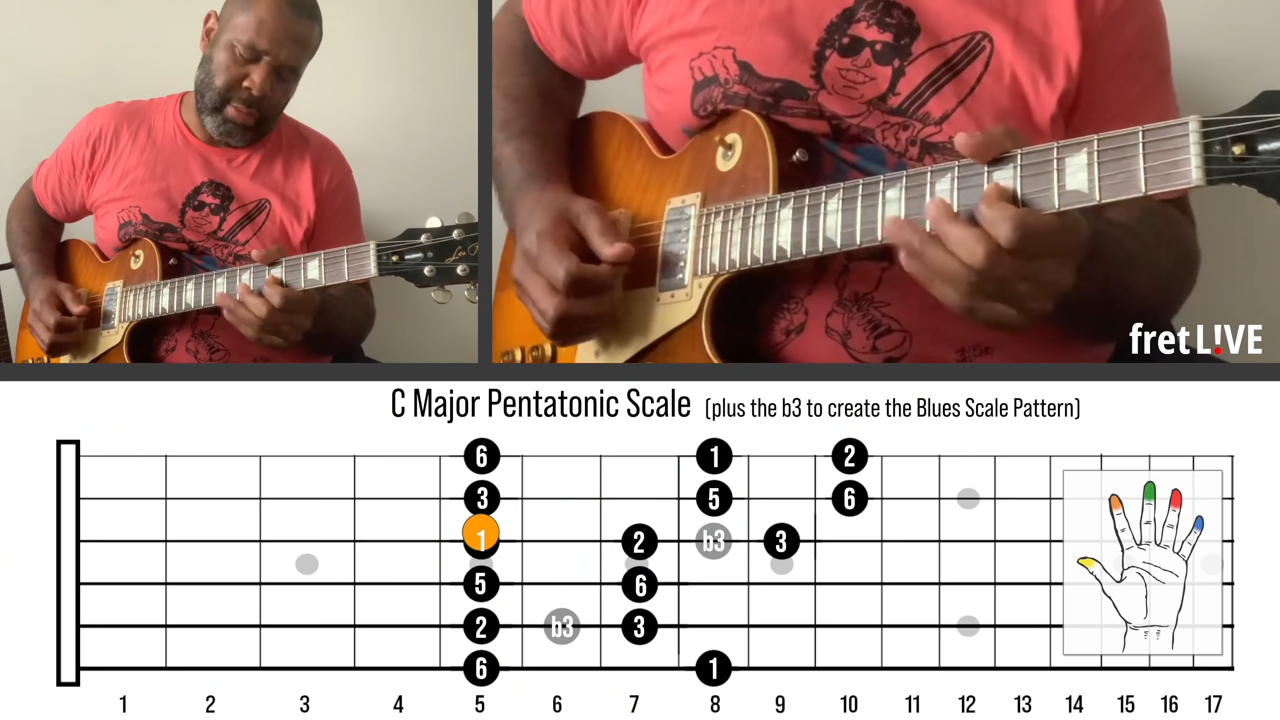 fret L!VE
C Major Pentatonic Scale (plus the b3 to create the Blues Scale Pattern)
6 1 2
3 5 6
1 2 b3 3
5 6
2 b3 3
6 1
1 2 3 4 5 6 7 8 9 10 11 12 13 14 15 16 17